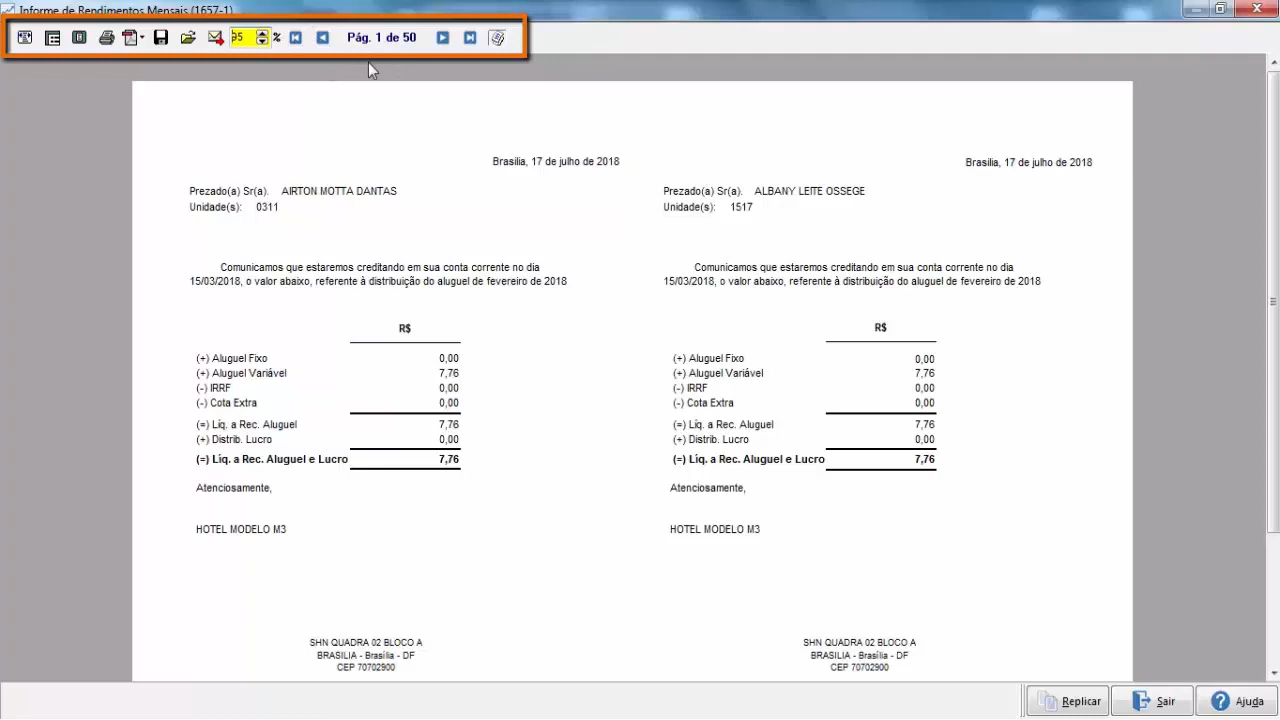 Informe de Rendimentos Mensais (1657-1)
95 %
Pág. 1 de 50
Brasilia, 17 de julho de 2018
Prezado(a) Sr(a). AIRTON MOTTA DANTAS
Unidade(s): 0311
Comunicamos que estaremos creditando em sua conta corrente no dia
15/03/2018, o valor abaixo, referente à distribuição do aluguel de fevereiro de 2018
R$
(+) Aluguel Fixo 0,00
(+) Aluguel Variável 7,76
(-) IRRF 0,00
(-) Cota Extra 0,00
(=) Líq. a Rec. Aluguel 7,76
(+) Distrib. Lucro 0,00
(=) Líq. a Rec. Aluguel e Lucro 7,76
Atenciosamente,
HOTEL MODELO M3
SHN QUADRA 02 BLOCO A
BRASILIA - Brasília - DF
CEP 70702900
Brasilia, 17 de julho de 2018
Prezado(a) Sr(a). ALBANY LEITE OSSEGE
Unidade(s): 1517
Comunicamos que estaremos creditando em sua conta corrente no dia
15/03/2018, o valor abaixo, referente à distribuição do aluguel de fevereiro de 2018
R$
(+) Aluguel Fixo 0,00
(+) Aluguel Variável 7,76
(-) IRRF 0,00
(-) Cota Extra 0,00
(=) Líq. a Rec. Aluguel 7,76
(+) Distrib. Lucro 0,00
(=) Líq. a Rec. Aluguel e Lucro 7,76
Atenciosamente,
HOTEL MODELO M3
SHN QUADRA 02 BLOCO A
BRASILIA - Brasília - DF
CEP 70702900
Replicar
Sair
Ajuda